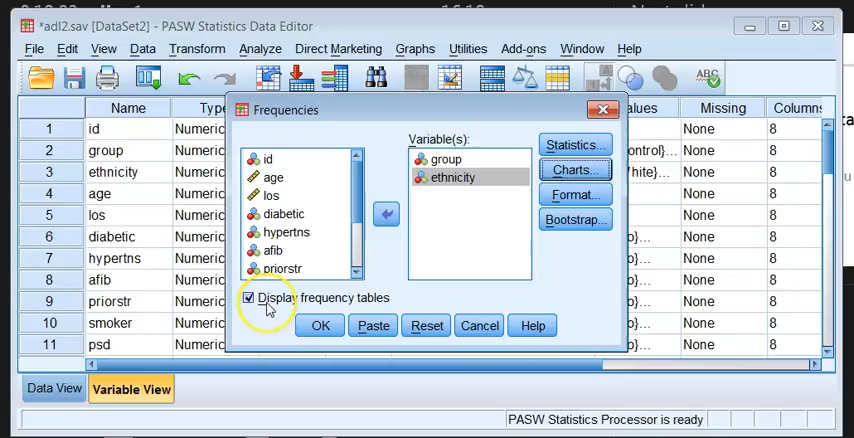 *adl2.sav [DataSet2] - PASW Statistics Data Editor
File Edit View Data Transform Analyze Direct Marketing Graphs Utilities Add-ons Window Help
Frequencies
Name Type Values Missing Columns
1 id Numeric None 8
2 group Numeric ontrol}... None 8
3 ethnicity Numeric hite}... None 8
4 age Numeric None 8
5 los Numeric None 8
6 diabetic Numeric o}... None 8
7 hypertns Numeric o}... None 8
8 afib Numeric o}... None 8
9 priorstr Numeric o}... None 8
10 smoker Numeric o}... None 8
11 psd Numeric o}... None 8
Variable(s):
id
age
los
diabetic
hypertns
afib
priorstr
group
ethnicity
Statistics...
Charts...
Format...
Bootstrap...
Display frequency tables
OK Paste Reset Cancel Help
Data View Variable View
PASW Statistics Processor is ready